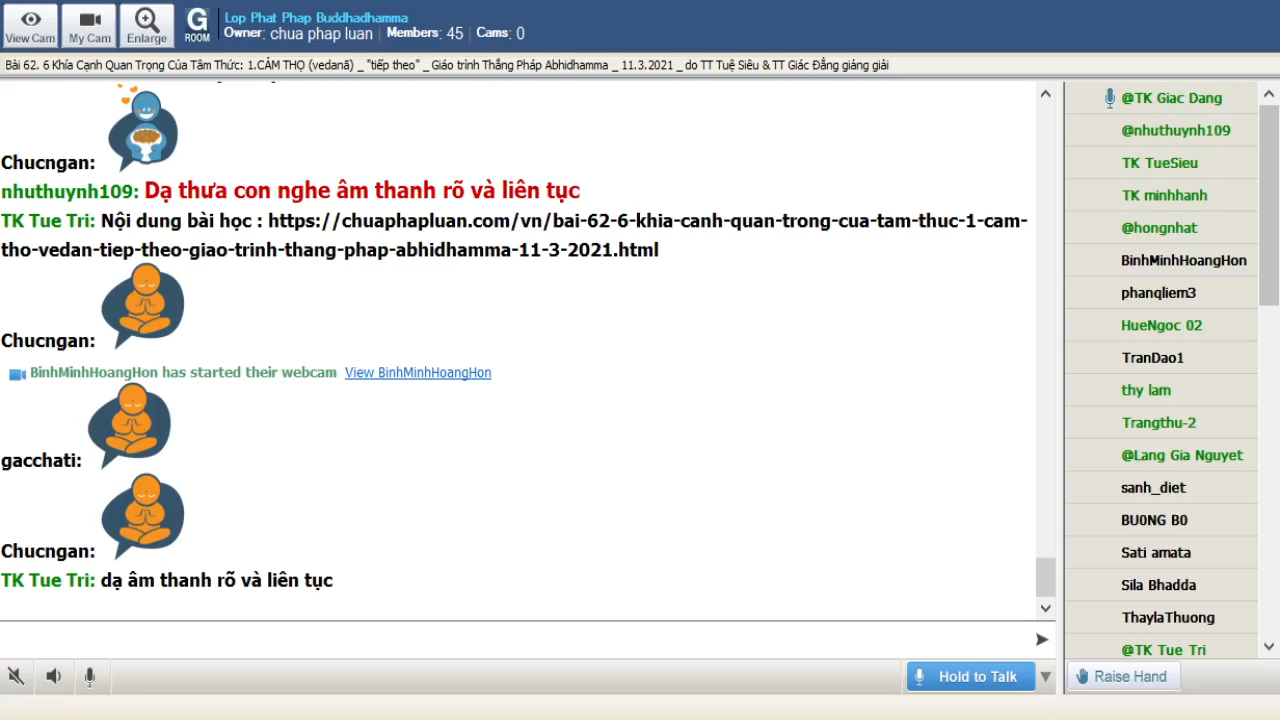 View Cam
My Cam
Enlarge
G
ROOM
Lop Phat Phap Buddhadhamma
Owner: chua phap luan | Members: 45 | Cams: 0
Bài 62. 6 Khía Cạnh Quan Trọng Của Tâm Thức: 1.CẢM THỌ (vedanā) _ "tiếp theo" _ Giáo trình Thắng Pháp Abhidhamma _ 11.3.2021 _ do TT Tuệ Siêu & TT Giác Đẳng giảng giải
Chucngan:
nhuthuynh109: Dạ thưa con nghe âm thanh rõ và liên tục
TK Tue Tri: Nội dung bài học : https://chuaphapluan.com/vn/bai-62-6-khia-canh-quan-trong-cua-tam-thuc-1-cam-
tho-vedan-tiep-theo-giao-trinh-thang-phap-abhidhamma-11-3-2021.html
Chucngan:
BinhMinhHoangHon has started their webcam View BinhMinhHoangHon
gacchati:
Chucngan:
TK Tue Tri: dạ âm thanh rõ và liên tục
@TK Giac Dang
@nhuthuynh109
TK TueSieu
TK minhhanh
@hongnhat
BinhMinhHoangHon
phanqliem3
HueNgoc 02
TranDao1
thy lam
Trangthu-2
@Lang Gia Nguyet
sanh_diet
BU0NG B0
Sati amata
Sila Bhadda
ThaylaThuong
@TK Tue Tri
Hold to Talk
Raise Hand